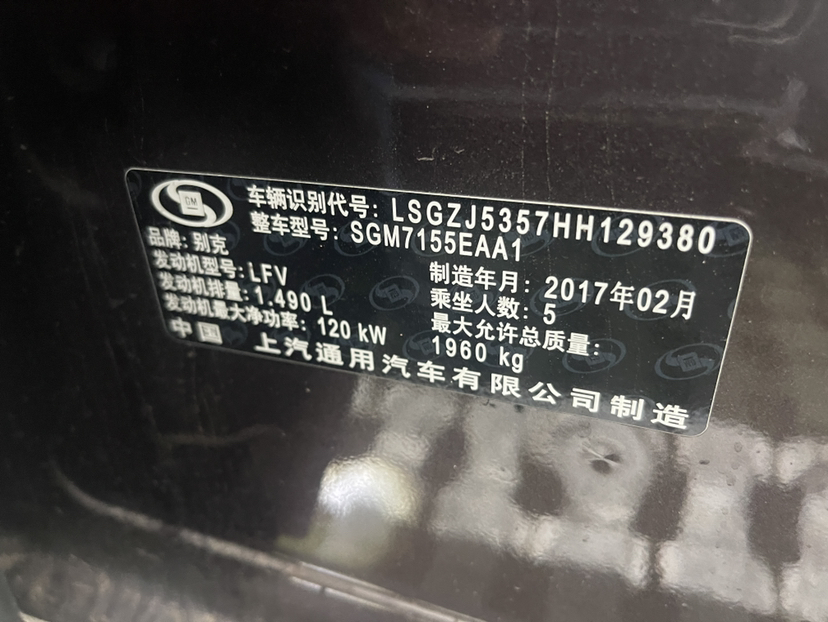 GM
车辆识别代号: LSGZJ5357HH129380
整车型号: SGM7155EAA1
品牌: 别克
发动机型号: LFV
制造年月: 2017年02月
发动机排量: 1.490 L
乘坐人数: 5
发动机最大净功率: 120 kW
最大允许总质量:
1960 kg
中国 上汽通用汽车有限公司制造